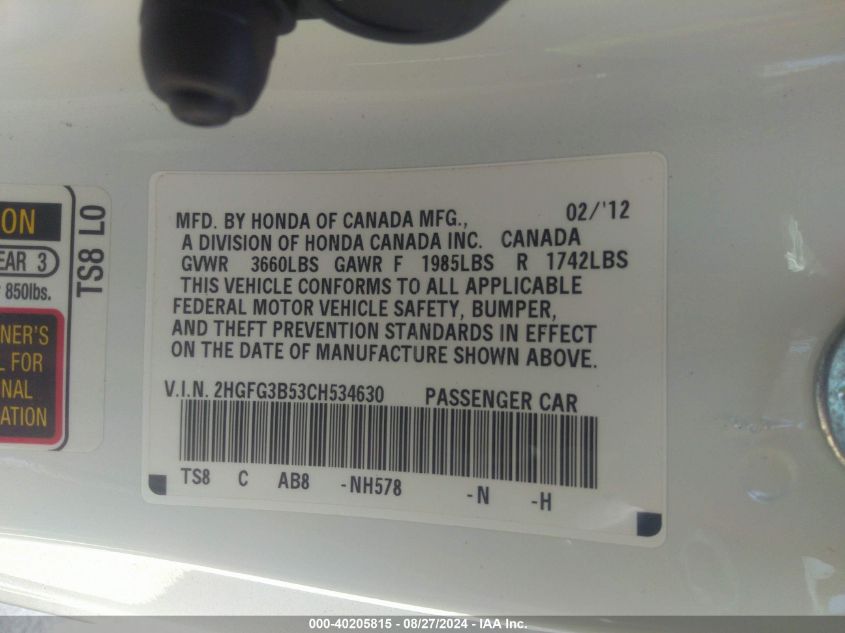 ON
EAR 3
850lbs.
NER'S
L FOR
NAL
ATION
TS8 LO
MFD. BY HONDA OF CANADA MFG., 02/'12
A DIVISION OF HONDA CANADA INC. CANADA
GVWR 3660LBS GAWR F 1985LBS R 1742LBS
THIS VEHICLE CONFORMS TO ALL APPLICABLE
FEDERAL MOTOR VEHICLE SAFETY, BUMPER,
AND THEFT PREVENTION STANDARDS IN EFFECT
ON THE DATE OF MANUFACTURE SHOWN ABOVE.
V.I.N. 2HGFG3B53CH534630 PASSENGER CAR
TS8 C AB8 -NH578 -N -H
000-40205815 - 08/27/2024 - IAA Inc.